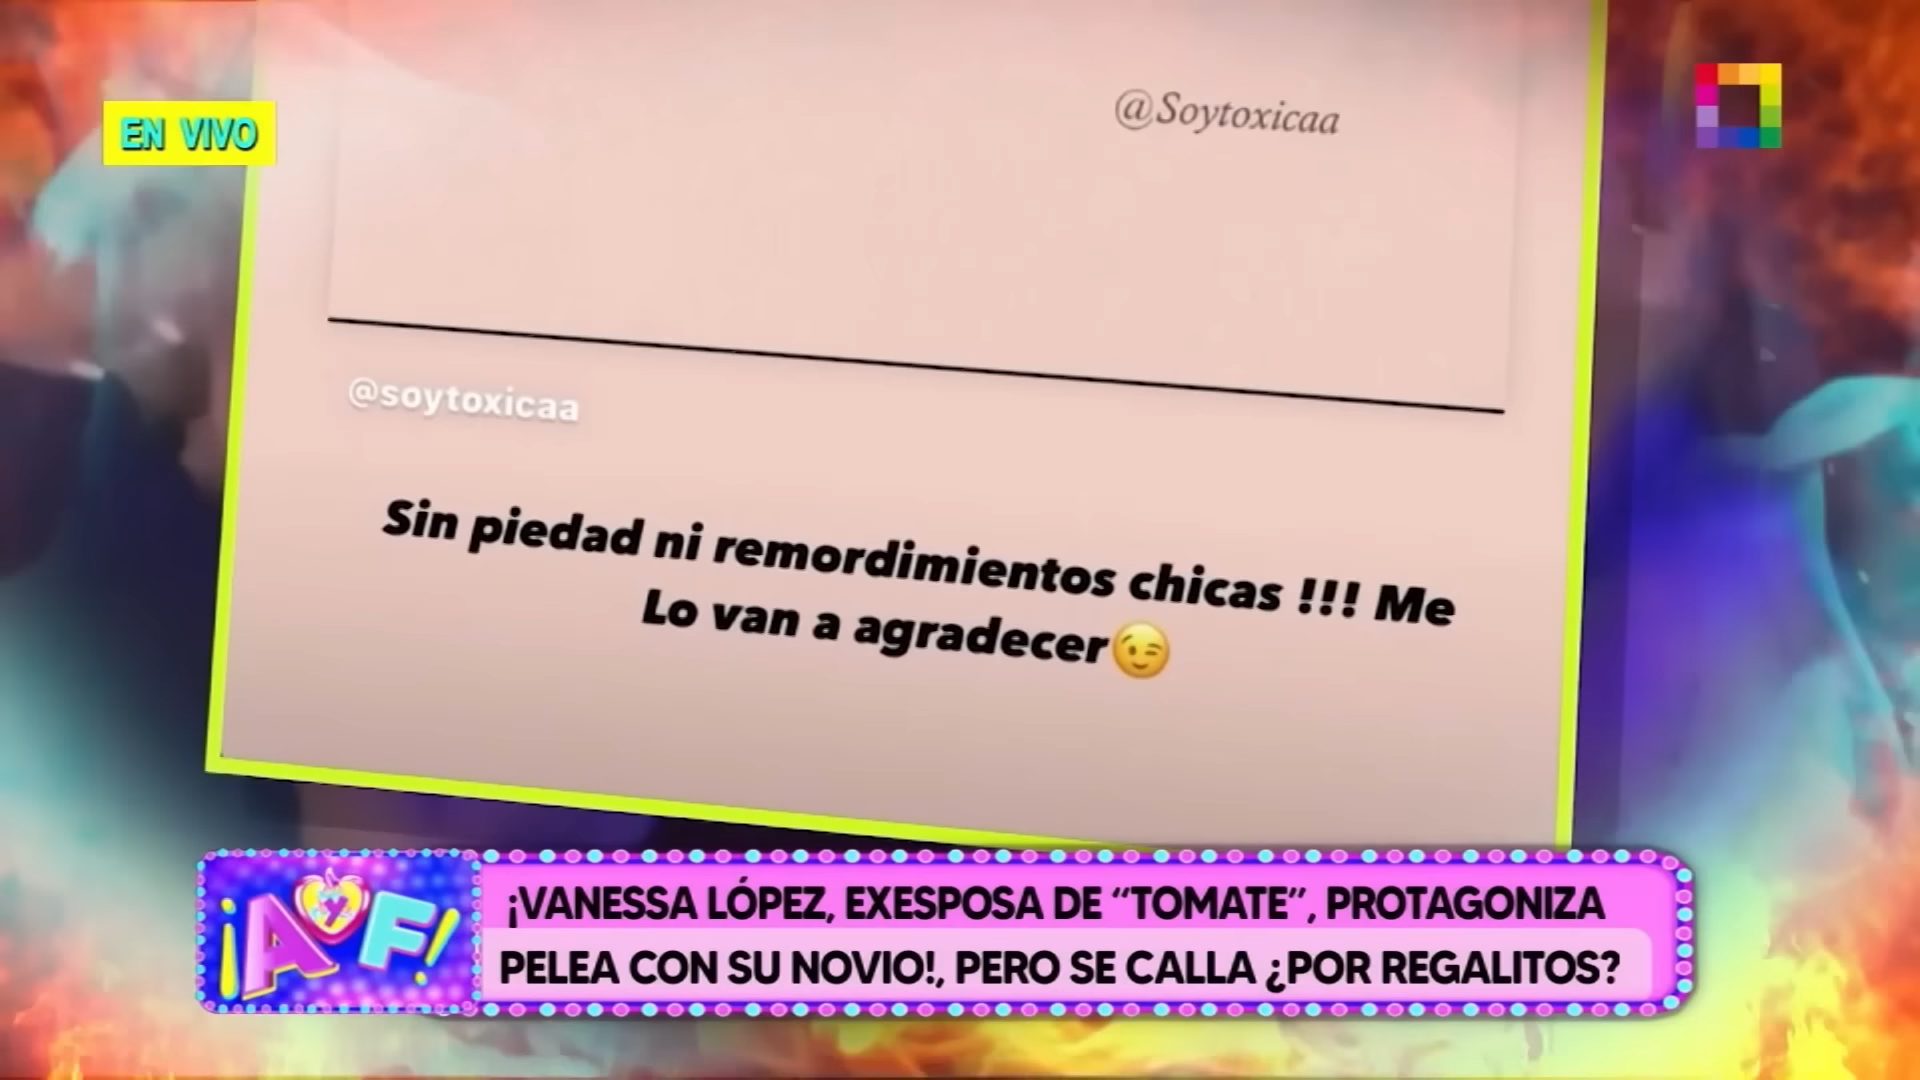 EN VIVO
@Soytoxicaa
@soytoxicaa
Sin piedad ni remordimientos chicas !!! Me
Lo van a agradecer😉
¡AyF!
¡VANESSA LÓPEZ, EXESPOSA DE “TOMATE”, PROTAGONIZA
PELEA CON SU NOVIO!, PERO SE CALLA ¿POR REGALITOS?